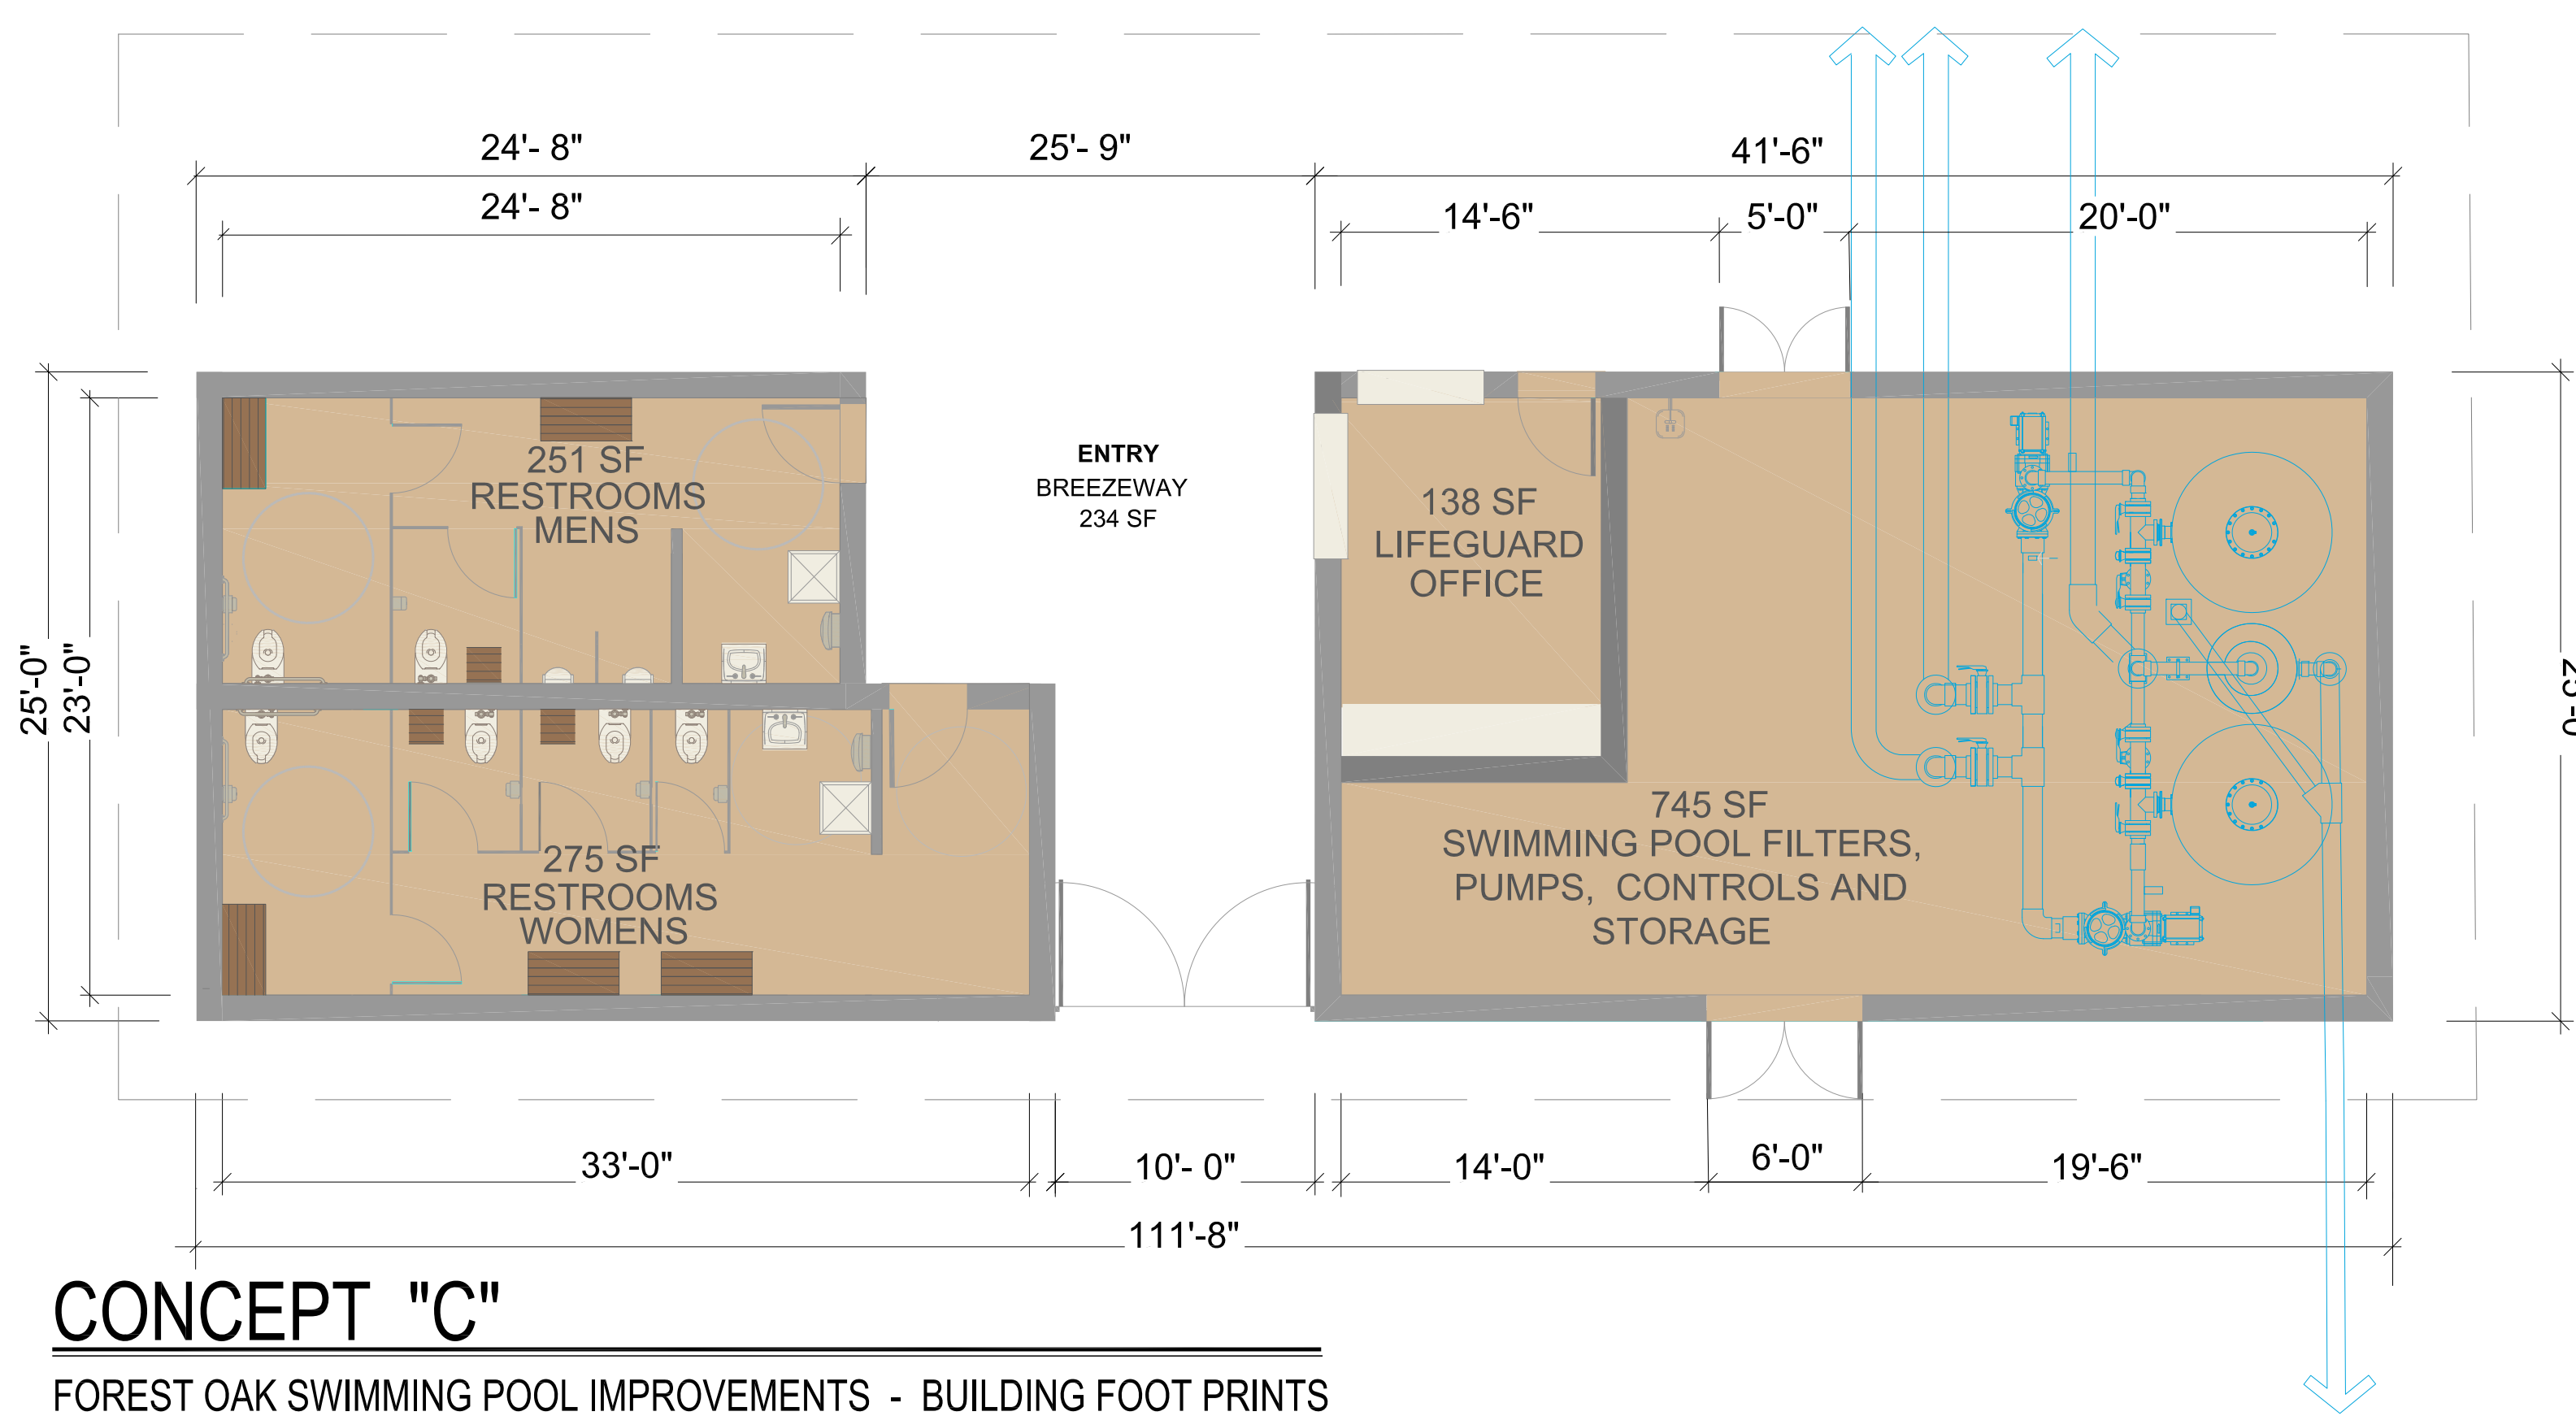 24'- 8"
25'- 9"
41'-6"
24'- 8"
14'-6"
5'-0"
20'-0"
25'-0"
23'-0"
251 SF
RESTROOMS
MENS
ENTRY
BREEZEWAY
234 SF
138 SF
LIFEGUARD
OFFICE
275 SF
RESTROOMS
WOMENS
745 SF
SWIMMING POOL FILTERS,
PUMPS, CONTROLS AND
STORAGE
33'-0"
10'- 0"
14'-0"
6'-0"
19'-6"
111'-8"
CONCEPT "C"
FOREST OAK SWIMMING POOL IMPROVEMENTS - BUILDING FOOT PRINTS